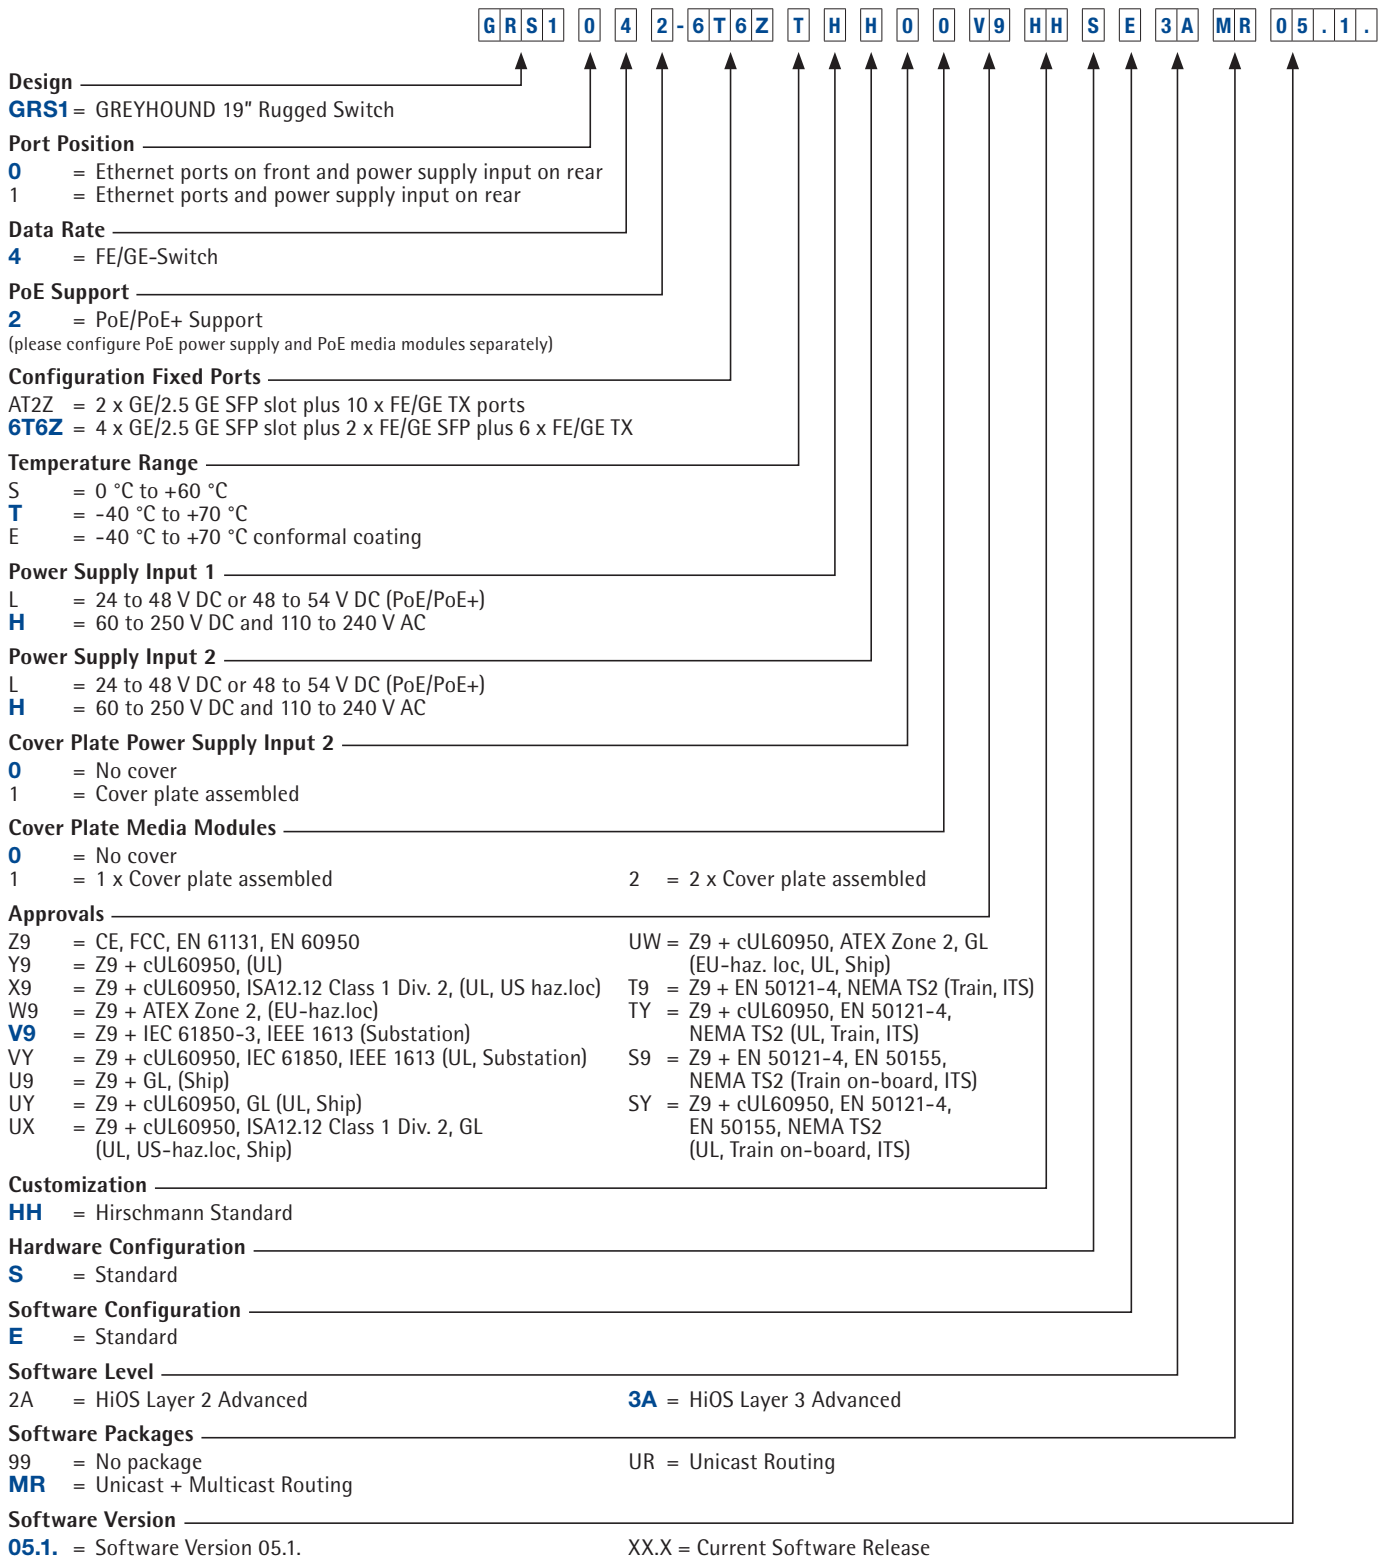 GRS1 0 4 2-6T6Z T H H 0 0 V9 HH S E 3A MR 05.1.
Design
GRS1 = GREYHOUND 19" Rugged Switch
Port Position
0 = Ethernet ports on front and power supply input on rear
1 = Ethernet ports and power supply input on rear
Data Rate
4 = FE/GE-Switch
PoE Support
2 = PoE/PoE+ Support
(please configure PoE power supply and PoE media modules separately)
Configuration Fixed Ports
AT2Z = 2 x GE/2.5 GE SFP slot plus 10 x FE/GE TX ports
6T6Z = 4 x GE/2.5 GE SFP slot plus 2 x FE/GE SFP plus 6 x FE/GE TX
Temperature Range
S = 0 °C to +60 °C
T = -40 °C to +70 °C
E = -40 °C to +70 °C conformal coating
Power Supply Input 1
L = 24 to 48 V DC or 48 to 54 V DC (PoE/PoE+)
H = 60 to 250 V DC and 110 to 240 V AC
Power Supply Input 2
L = 24 to 48 V DC or 48 to 54 V DC (PoE/PoE+)
H = 60 to 250 V DC and 110 to 240 V AC
Cover Plate Power Supply Input 2
0 = No cover
1 = Cover plate assembled
Cover Plate Media Modules
0 = No cover
1 = 1 x Cover plate assembled
2 = 2 x Cover plate assembled
Approvals
Z9 = CE, FCC, EN 61131, EN 60950
Y9 = Z9 + cUL60950, (UL)
X9 = Z9 + cUL60950, ISA12.12 Class 1 Div. 2, (UL, US haz.loc)
W9 = Z9 + ATEX Zone 2, (EU-haz.loc)
V9 = Z9 + IEC 61850-3, IEEE 1613 (Substation)
VY = Z9 + cUL60950, IEC 61850, IEEE 1613 (UL, Substation)
U9 = Z9 + GL, (Ship)
UY = Z9 + cUL60950, GL (UL, Ship)
UX = Z9 + cUL60950, ISA12.12 Class 1 Div. 2, GL
(UL, US-haz.loc, Ship)
UW = Z9 + cUL60950, ATEX Zone 2, GL
(EU-haz. loc, UL, Ship)
T9 = Z9 + EN 50121-4, NEMA TS2 (Train, ITS)
TY = Z9 + cUL60950, EN 50121-4,
NEMA TS2 (UL, Train, ITS)
S9 = Z9 + EN 50121-4, EN 50155,
NEMA TS2 (Train on-board, ITS)
SY = Z9 + cUL60950, EN 50121-4,
EN 50155, NEMA TS2
(UL, Train on-board, ITS)
Customization
HH = Hirschmann Standard
Hardware Configuration
S = Standard
Software Configuration
E = Standard
Software Level
2A = HiOS Layer 2 Advanced
3A = HiOS Layer 3 Advanced
Software Packages
99 = No package
UR = Unicast Routing
MR = Unicast + Multicast Routing
Software Version
05.1. = Software Version 05.1.
XX.X = Current Software Release